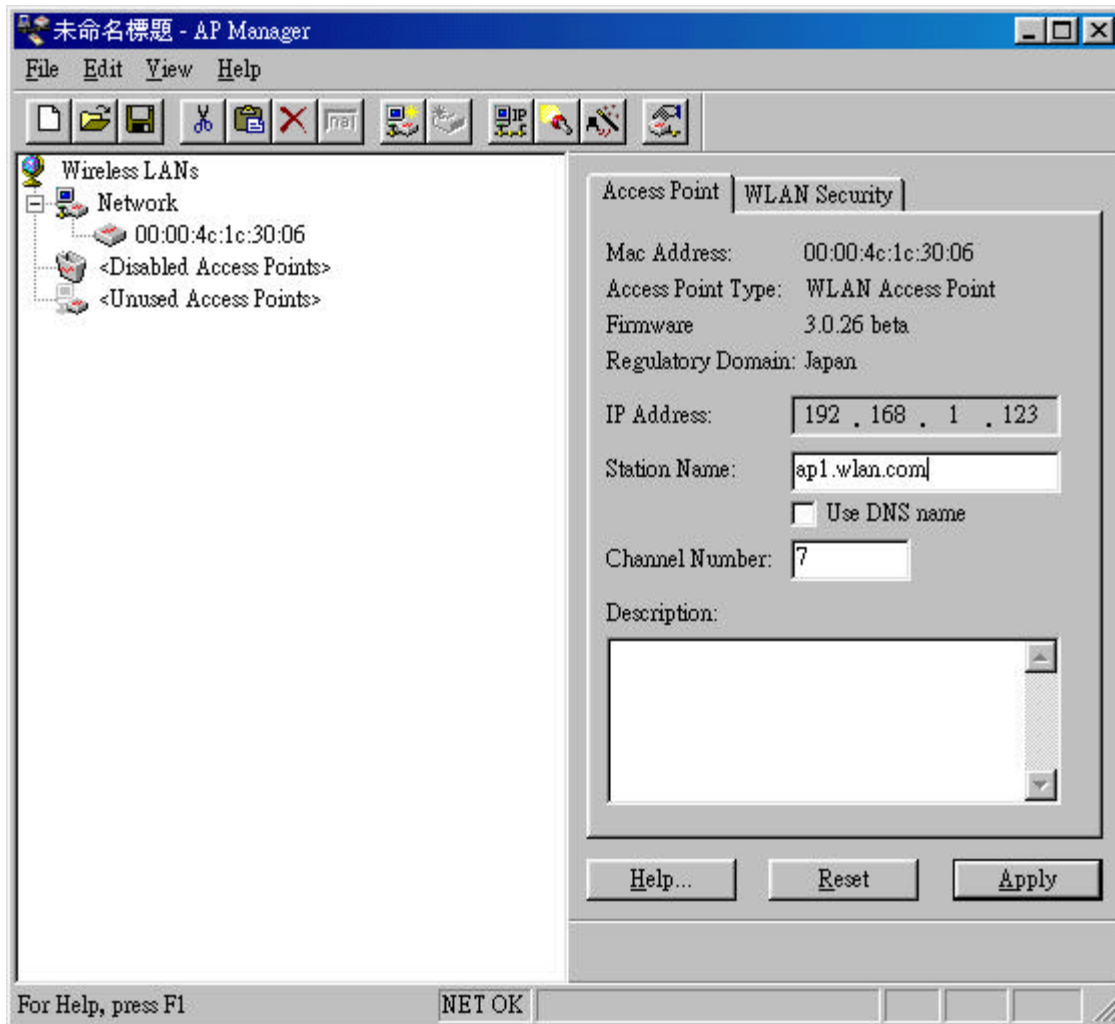 未命名標題 - AP Manager
File Edit View Help
Wireless LANs
Network
00:00:4c:1c:30:06
<Disabled Access Points>
<Unused Access Points>
Access Point WLAN Security
Mac Address: 00:00:4c:1c:30:06
Access Point Type: WLAN Access Point
Firmware 3.0.26 beta
Regulatory Domain: Japan
IP Address: 192 . 168 . 1 . 123
Station Name: ap1.wlan.com
Use DNS name
Channel Number: 7
Description:
Help... Reset Apply
For Help, press F1 NET OK